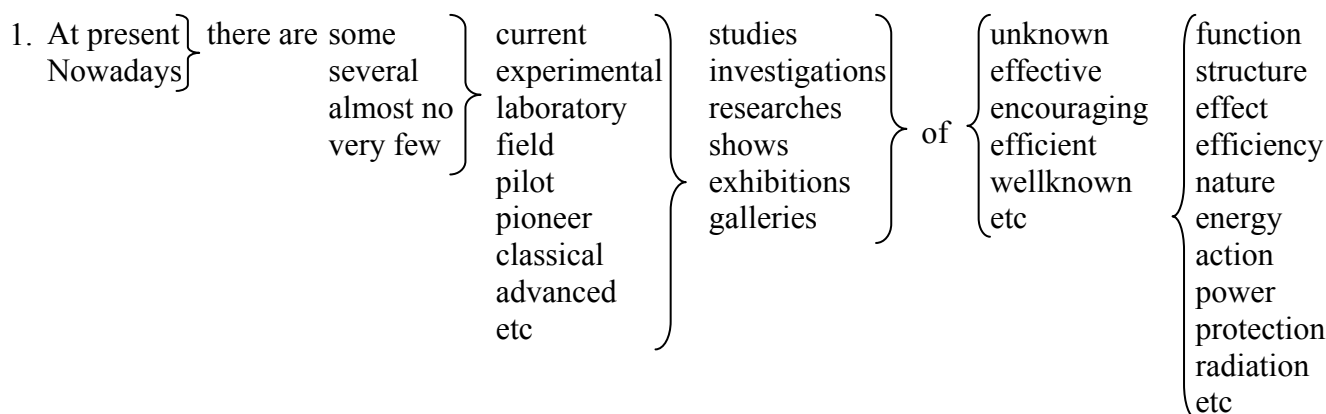 1. At present there are some current studies unknown function
Nowadays several experimental investigations effective structure
almost no laboratory researches encouraging effect
very few field shows of efficient efficiency
pilot exhibitions wellknown nature
pioneer galleries etc energy
classical action
advanced power
etc protection
radiation
etc